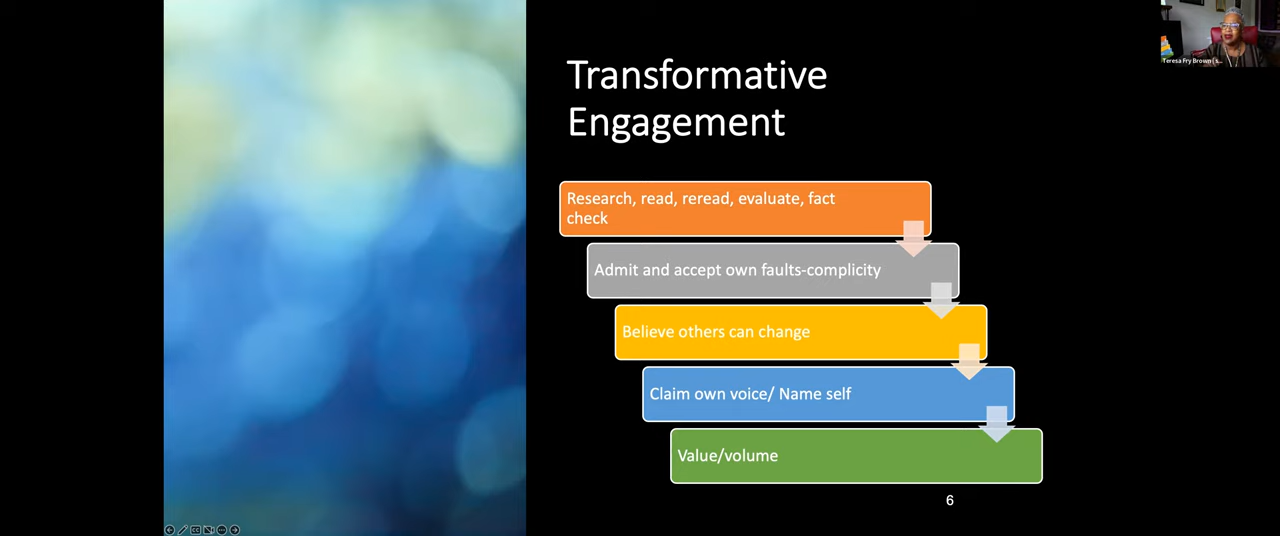 Transformative
Engagement
Research, read, reread, evaluate, fact
check
Admit and accept own faults-complicity
Believe others can change
Claim own voice/ Name self
Value/volume
6
Teresa Fry Brown